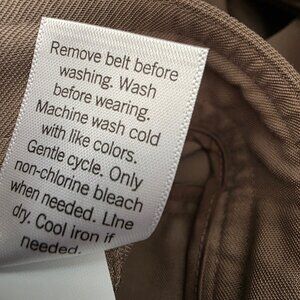 Remove belt before
washing. Wash
before wearing.
Machine wash cold
with like colors.
Gentle cycle. Only
non-chlorine bleach
when needed. LIne
dry. Cool iron if
needed.